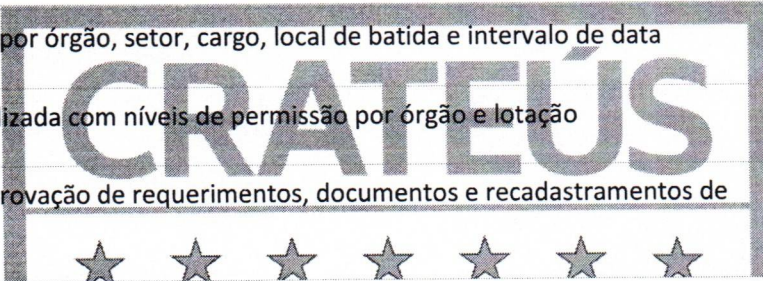 por órgão, setor, cargo, local de batida e intervalo de data
CRATEÚS
izada com níveis de permissão por órgão e lotação
rovação de requerimentos, documentos e recadastramentos de